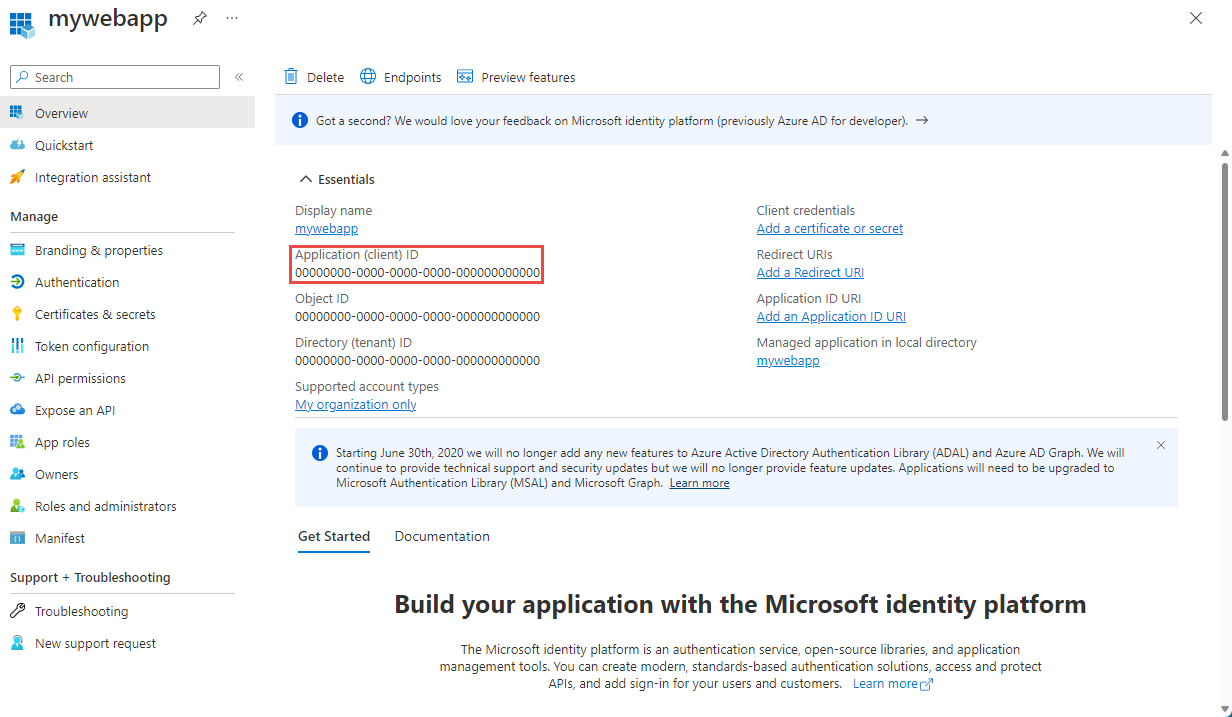 mywebapp
Search
Overview
Quickstart
Integration assistant
Manage
Branding & properties
Authentication
Certificates & secrets
Token configuration
API permissions
Expose an API
App roles
Owners
Roles and administrators
Manifest
Support + Troubleshooting
Troubleshooting
New support request
Delete
Endpoints
Preview features
Got a second? We would love your feedback on Microsoft identity platform (previously Azure AD for developer).
Essentials
Display name
mywebapp
Application (client) ID
00000000-0000-0000-0000-000000000000
Object ID
00000000-0000-0000-0000-000000000000
Directory (tenant) ID
00000000-0000-0000-0000-000000000000
Supported account types
My organization only
Client credentials
Add a certificate or secret
Redirect URIs
Add a Redirect URI
Application ID URI
Add an Application ID URI
Managed application in local directory
mywebapp
Starting June 30th, 2020 we will no longer add any new features to Azure Active Directory Authentication Library (ADAL) and Azure AD Graph. We will
continue to provide technical support and security updates but we will no longer provide feature updates. Applications will need to be upgraded to
Microsoft Authentication Library (MSAL) and Microsoft Graph. Learn more
Get Started
Documentation
Build your application with the Microsoft identity platform
The Microsoft identity platform is an authentication service, open-source libraries, and application
management tools. You can create modern, standards-based authentication solutions, access and protect
APIs, and add sign-in for your users and customers. Learn more